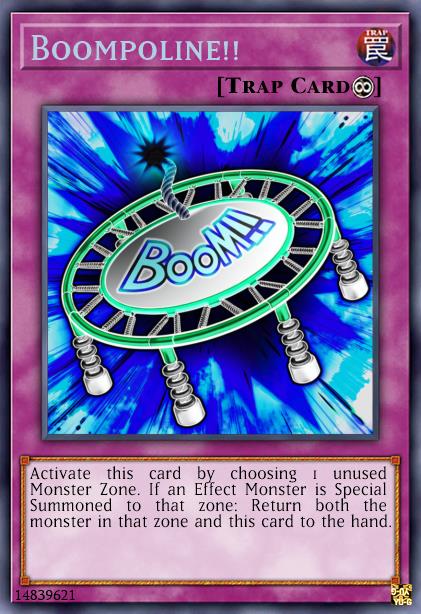 Boompoline!!
TRAP
罠
[Trap Card]
BOOM!!
Activate this card by choosing 1 unused
Monster Zone. If an Effect Monster is Special
Summoned to that zone: Return both the
monster in that zone and this card to the hand.
14839621